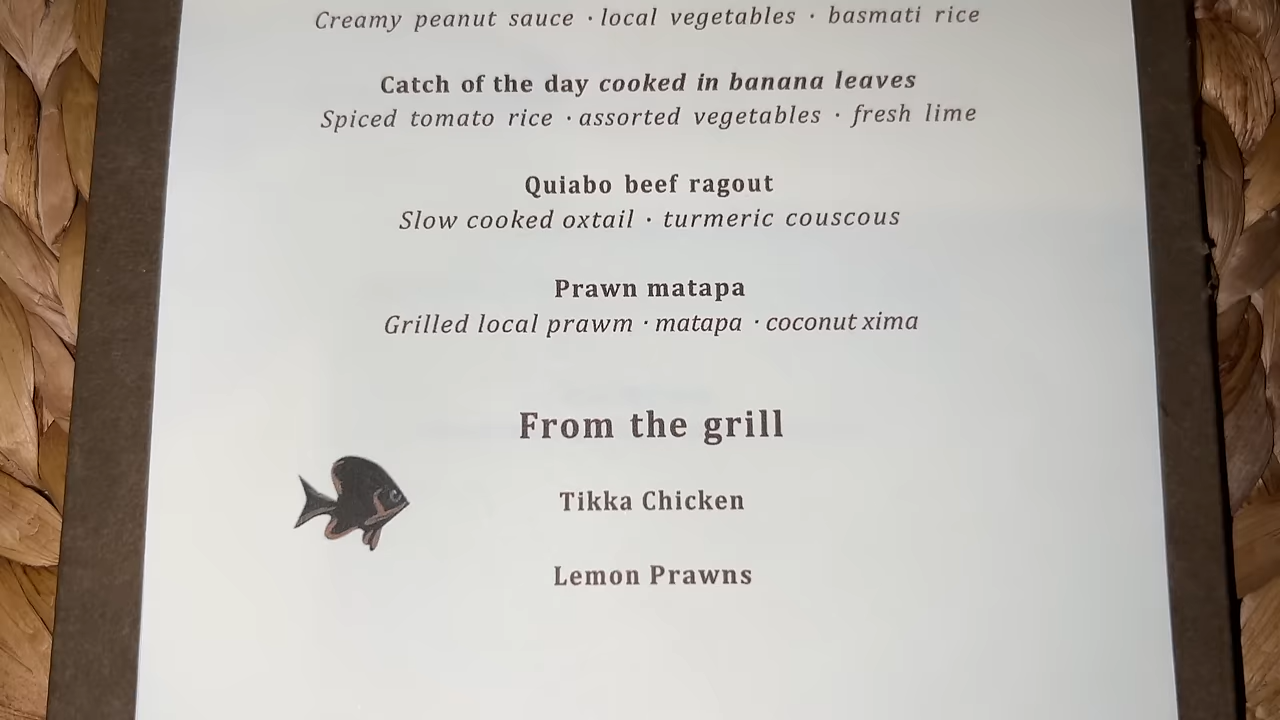 Creamy peanut sauce · local vegetables · basmati rice
Catch of the day cooked in banana leaves
Spiced tomato rice · assorted vegetables · fresh lime
Quiabo beef ragout
Slow cooked oxtail · turmeric couscous
Prawn matapa
Grilled local prawm · matapa · coconut xima
From the grill
Tikka Chicken
Lemon Prawns